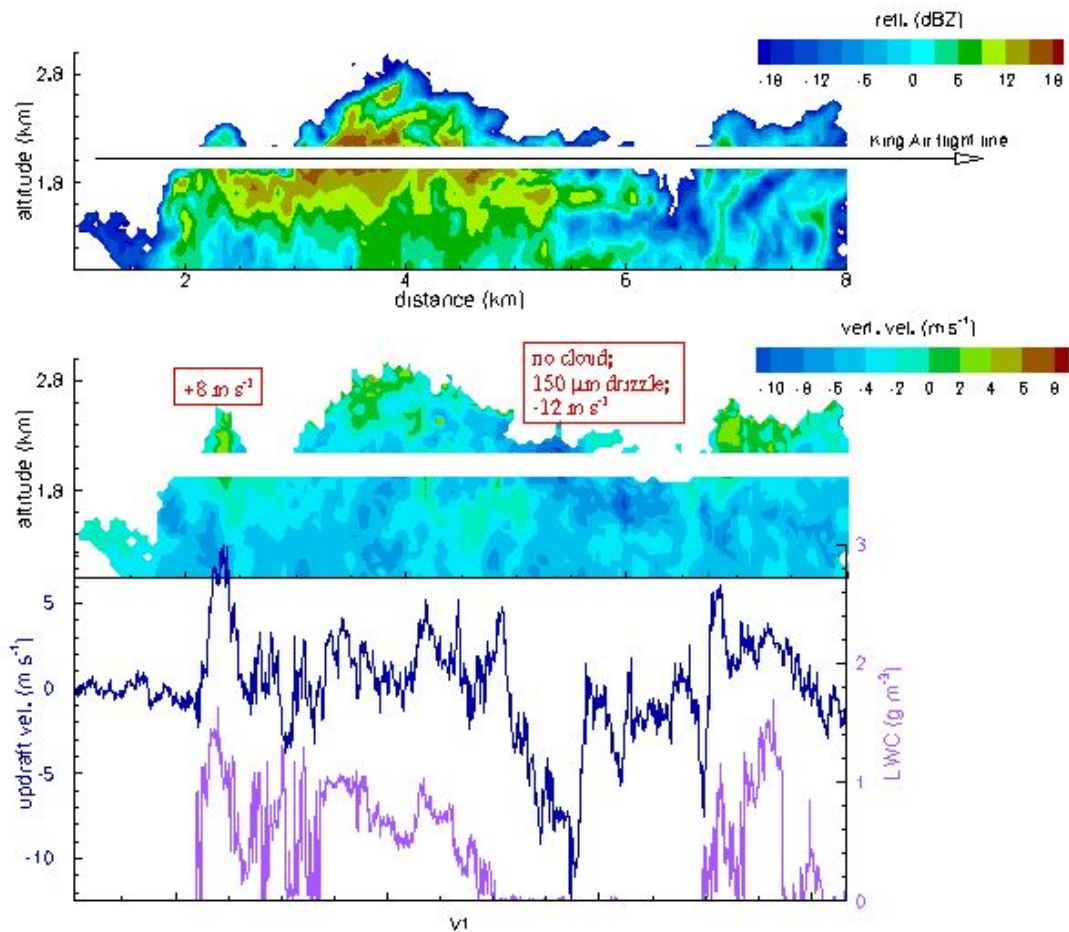 refl. (dBZ)
-18 -12 -6 0 6 12 18
2.8
altitude (km)
King Air flight line
1.8
2 4 6 8
distance (km)
vert. vel. (m s⁻¹)
-10 -8 -6 -4 -2 0 2 4 6 8
no cloud;
+8 m s⁻¹
150 µm drizzle;
-12 m s⁻¹
2.8
altitude (km)
1.8
3
5
updraft vel. (m s⁻¹)
2
0
LWC (g m⁻³)
-5
1
-10
0